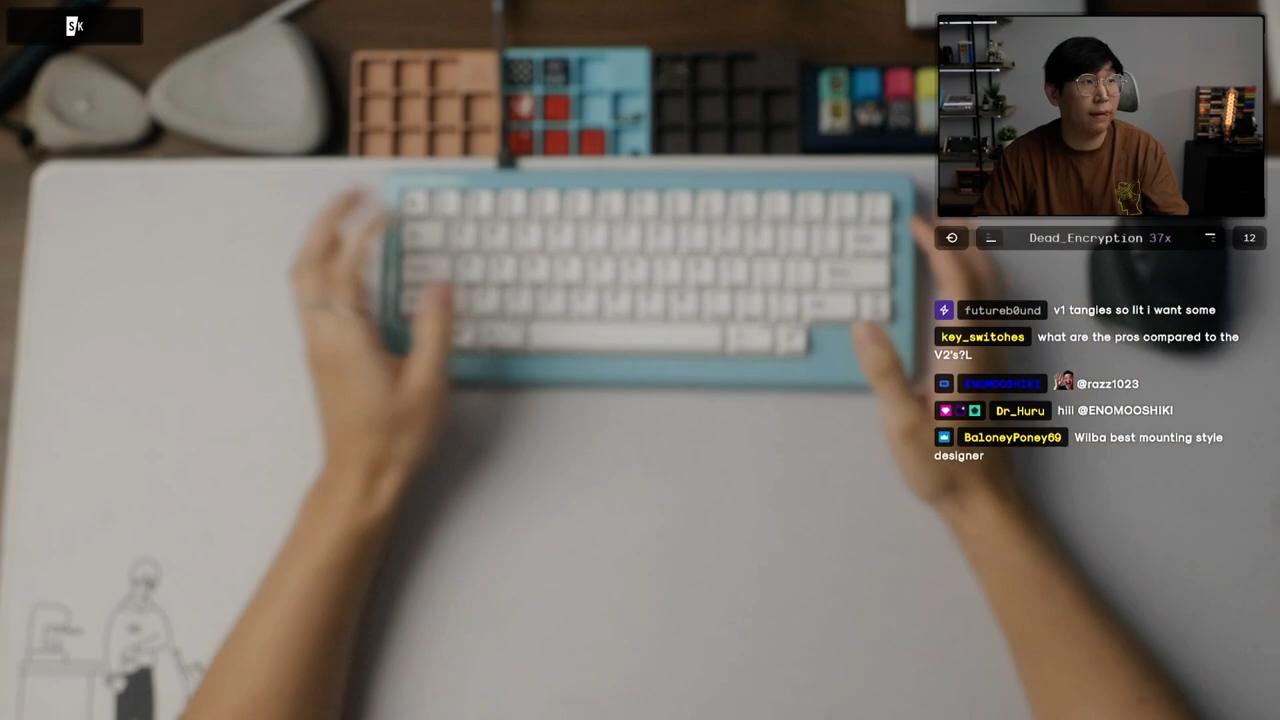 SK
Dead_Encryption 37x
12
futureb0und v1 tangies so lit i want some
key_switches what are the pros compared to the
V2's?L
ENOMOOSHIKI @razz1023
Dr_Huru hiii @ENOMOOSHIKI
BaloneyPoney69 Wilba best mounting style
designer